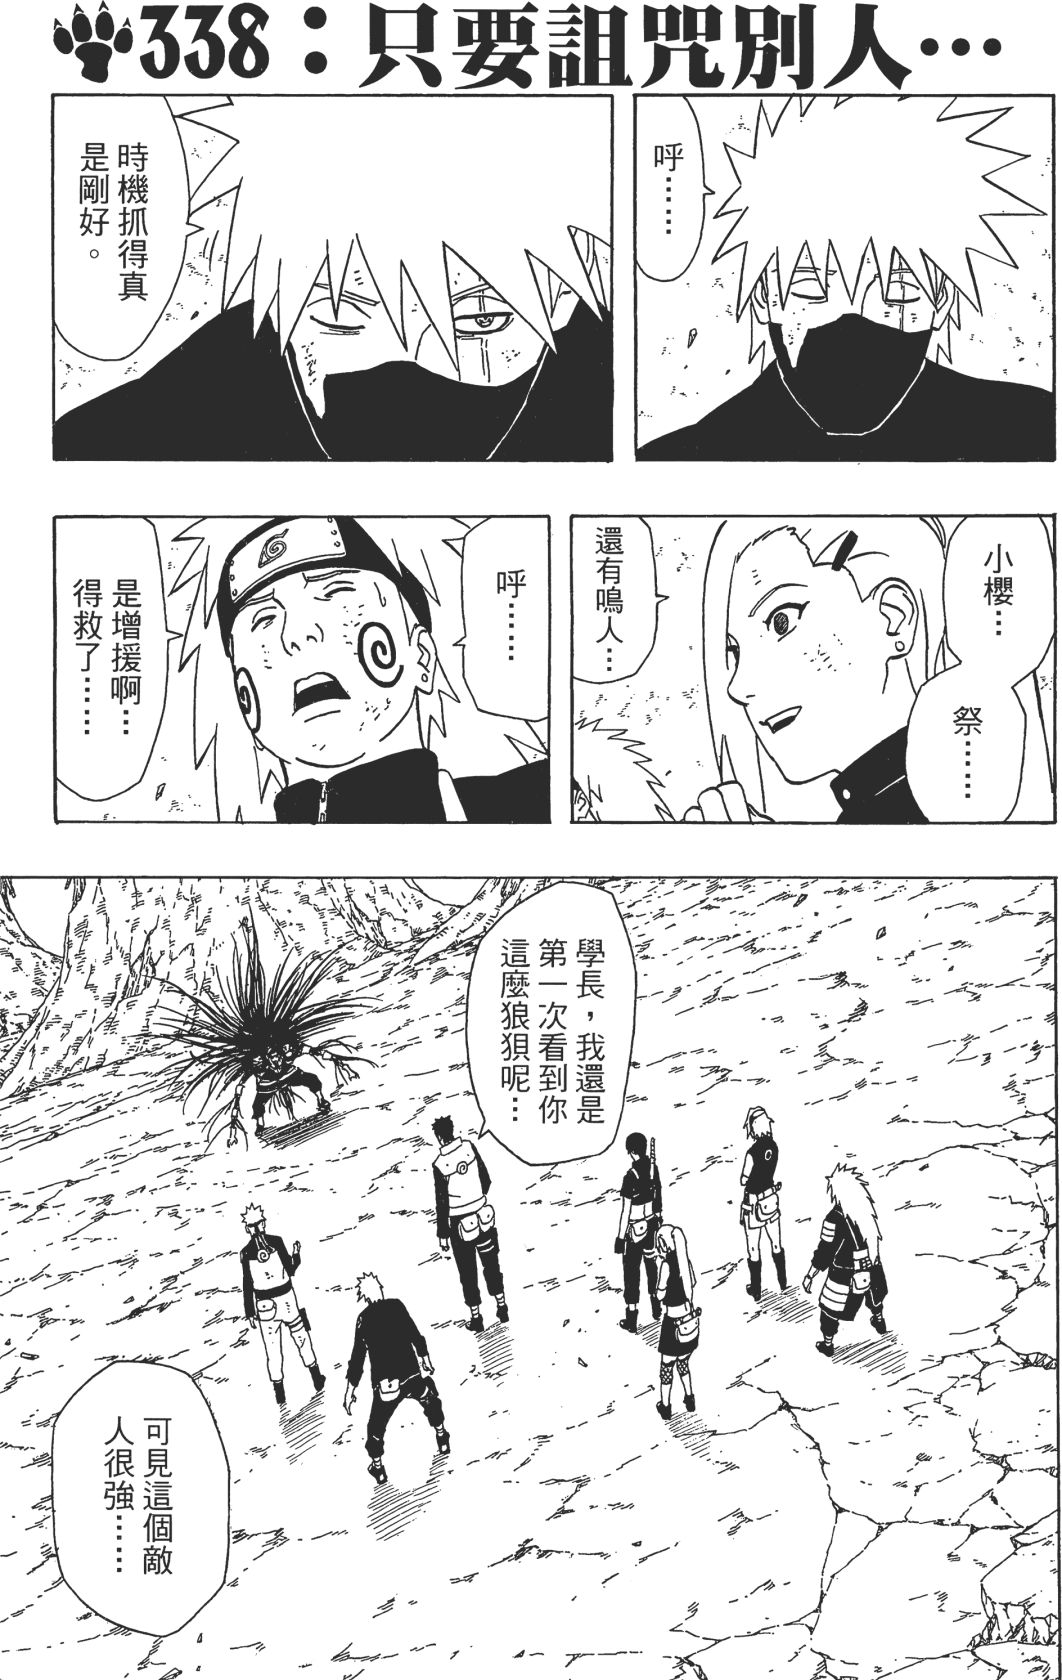 338：只要詛咒別人…
呼……
時機抓得真
是剛好。
小櫻…
祭……
還有鳴人…
呼……
是增援啊…
得救了……
學長，我還是
第一次看到你
這麼狼狽呢…
可見這個敵
人很強……